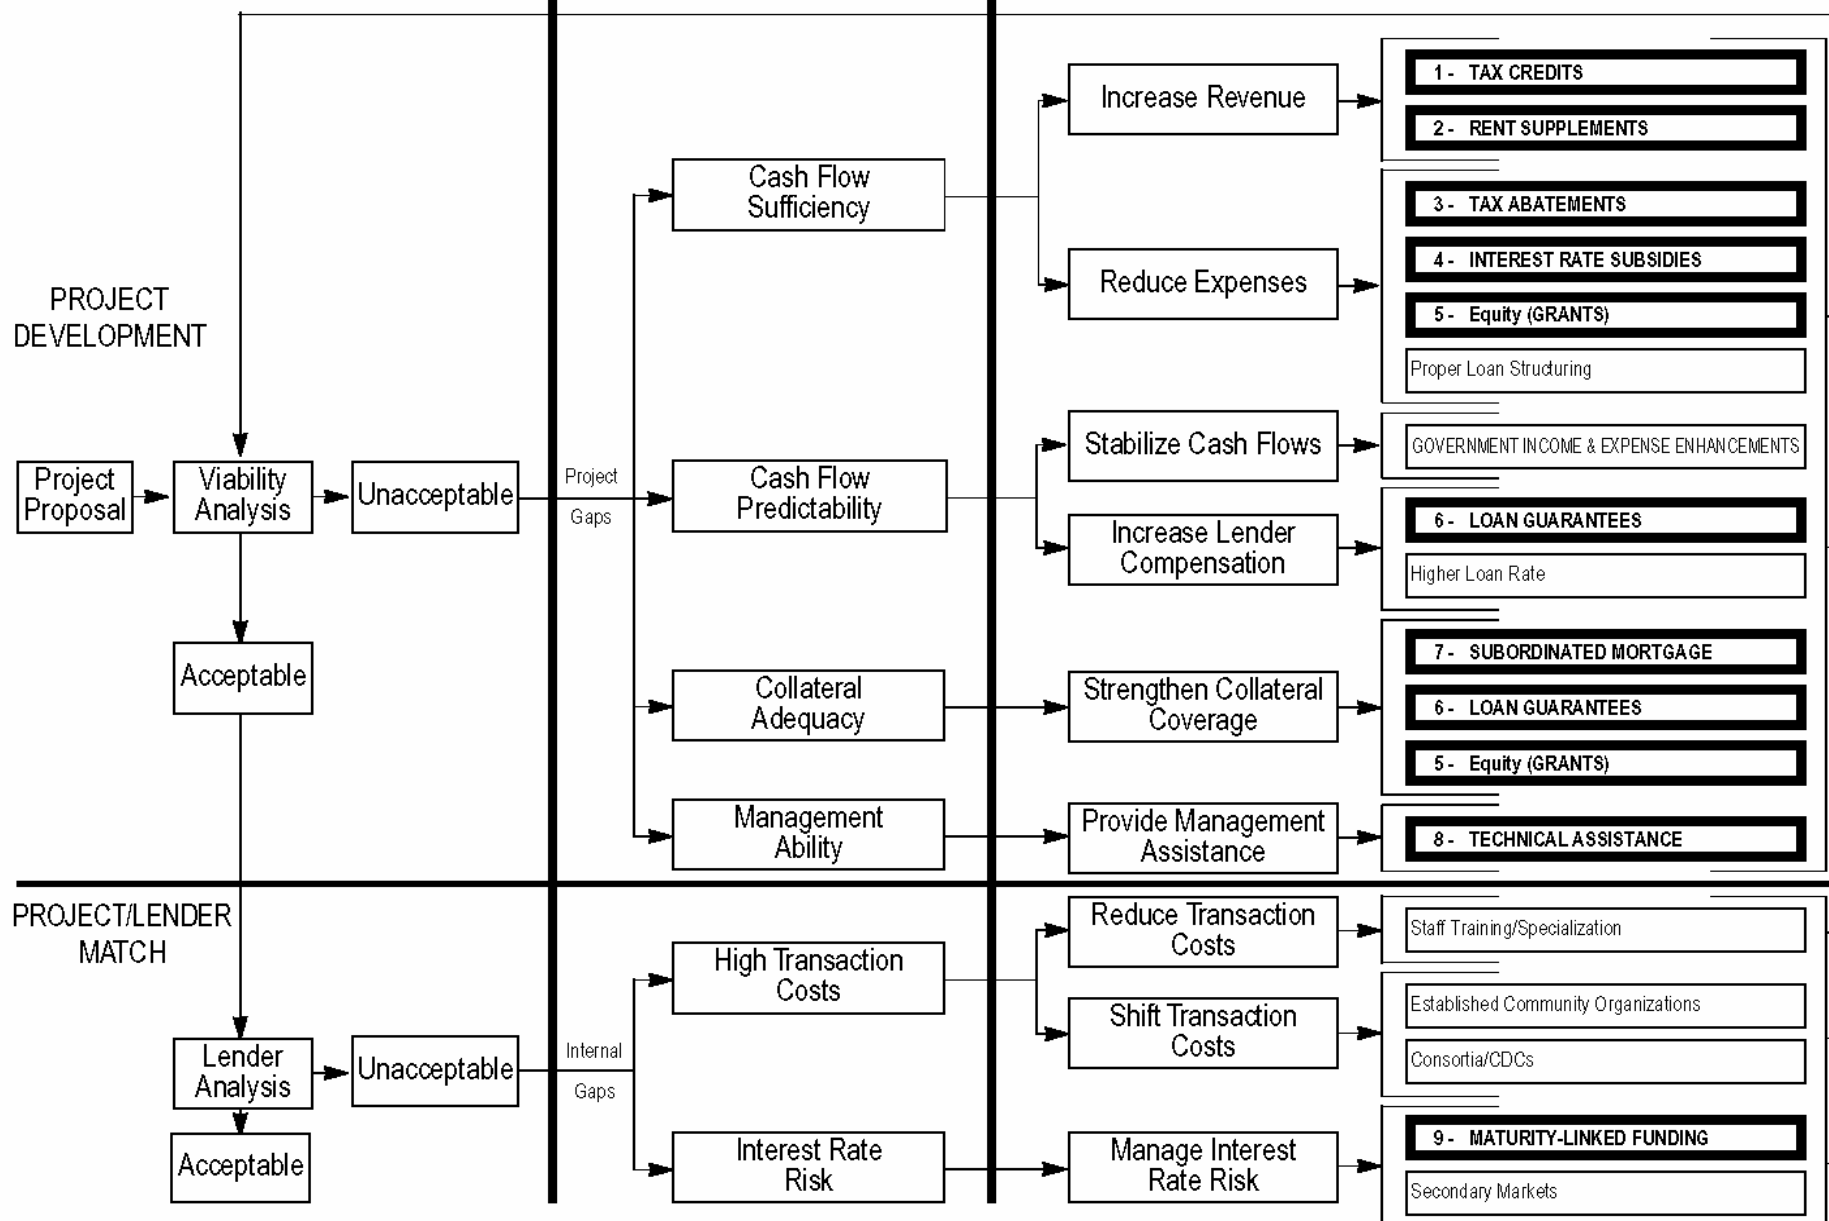 PROJECT
DEVELOPMENT
Project
Proposal
Viability
Analysis
Unacceptable
Acceptable
Project
Gaps
Cash Flow
Sufficiency
Cash Flow
Predictability
Collateral
Adequacy
Management
Ability
Increase Revenue
Reduce Expenses
Stabilize Cash Flows
Increase Lender
Compensation
Strengthen Collateral
Coverage
Provide Management
Assistance
1 - TAX CREDITS
2 - RENT SUPPLEMENTS
3 - TAX ABATEMENTS
4 - INTEREST RATE SUBSIDIES
5 - Equity (GRANTS)
Proper Loan Structuring
GOVERNMENT INCOME & EXPENSE ENHANCEMENTS
6 - LOAN GUARANTEES
Higher Loan Rate
7 - SUBORDINATED MORTGAGE
6 - LOAN GUARANTEES
5 - Equity (GRANTS)
8 - TECHNICAL ASSISTANCE
PROJECT/LENDER
MATCH
Lender
Analysis
Unacceptable
Acceptable
Internal
Gaps
High Transaction
Costs
Interest Rate
Risk
Reduce Transaction
Costs
Shift Transaction
Costs
Manage Interest
Rate Risk
Staff Training/Specialization
Established Community Organizations
Consortia/CDCs
9 - MATURITY-LINKED FUNDING
Secondary Markets